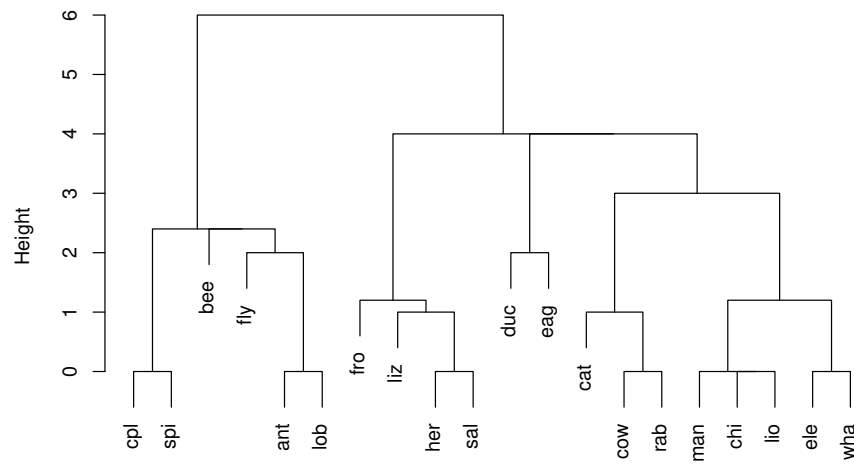 Height
6
5
4
3
2
1
0
cpl
spi
bee
fly
ant
lob
fro
liz
her
sal
duc
eag
cat
cow
rab
man
chi
lio
ele
wha